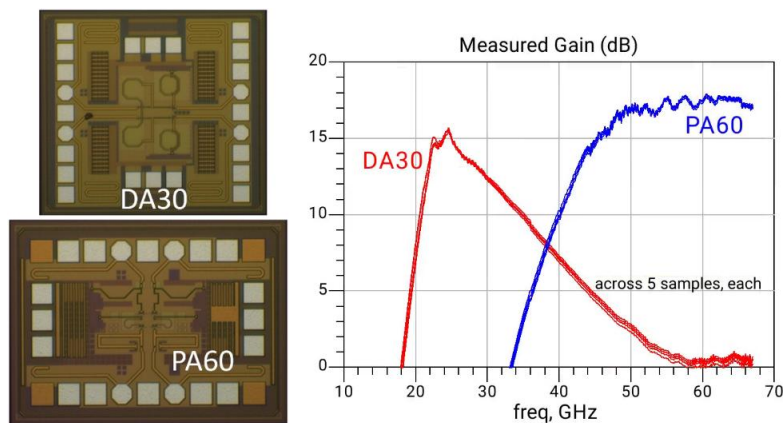 DA30
PA60
Measured Gain (dB)
20
15
10
5
0
DA30
PA60
across 5 samples, each
10
20
30
40
50
60
70
freq, GHz